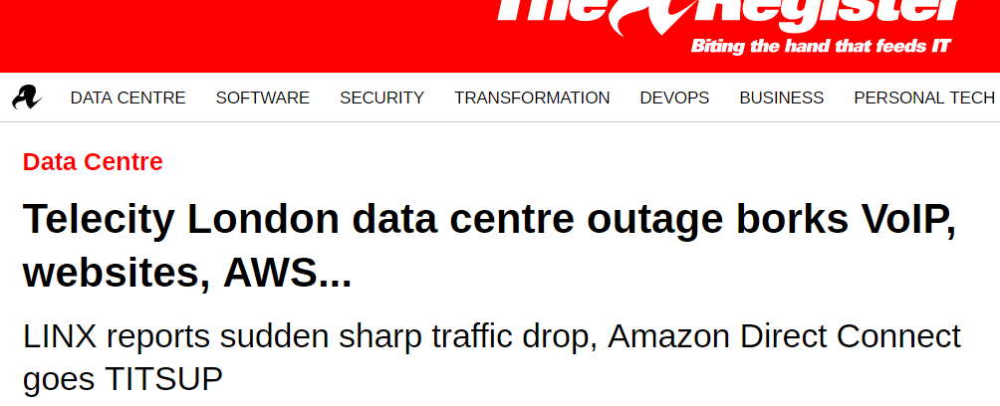 The Register
Biting the hand that feeds IT
DATA CENTRE SOFTWARE SECURITY TRANSFORMATION DEVOPS BUSINESS PERSONAL TECH
Data Centre
Telecity London data centre outage borks VoIP,
websites, AWS...
LINX reports sudden sharp traffic drop, Amazon Direct Connect
goes TITSUP